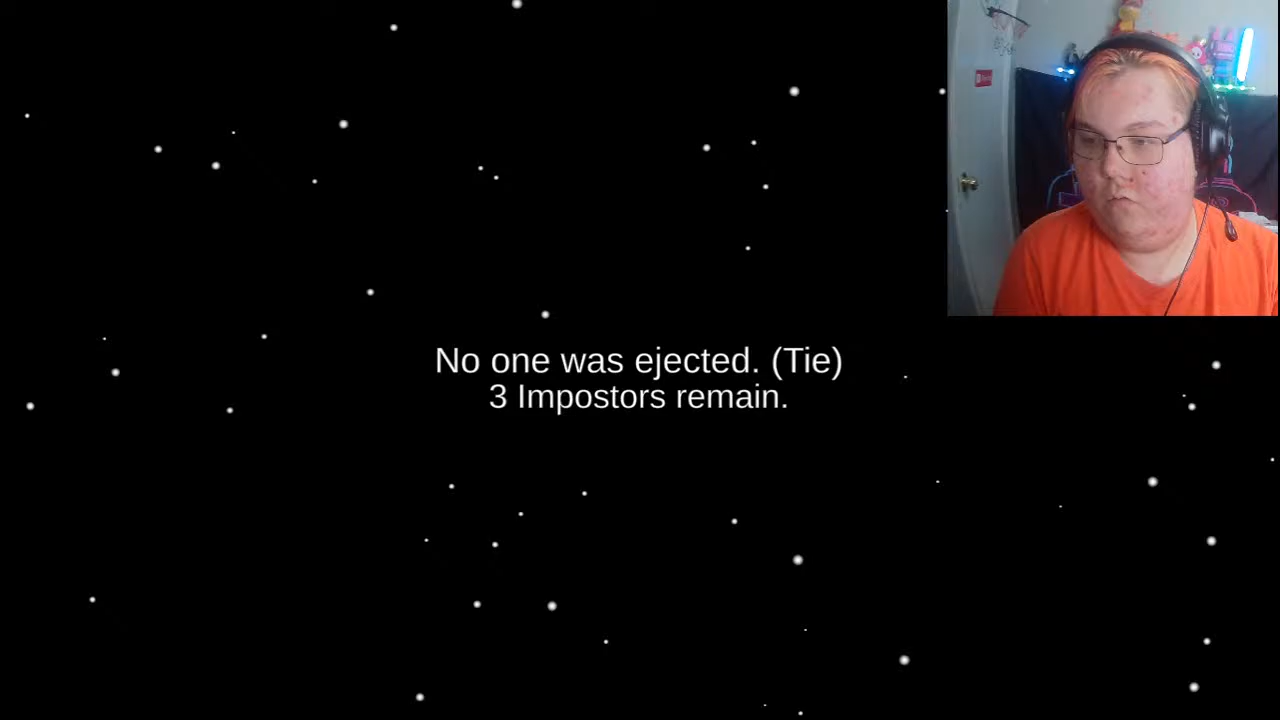 No one was ejected. (Tie)
3 Impostors remain.